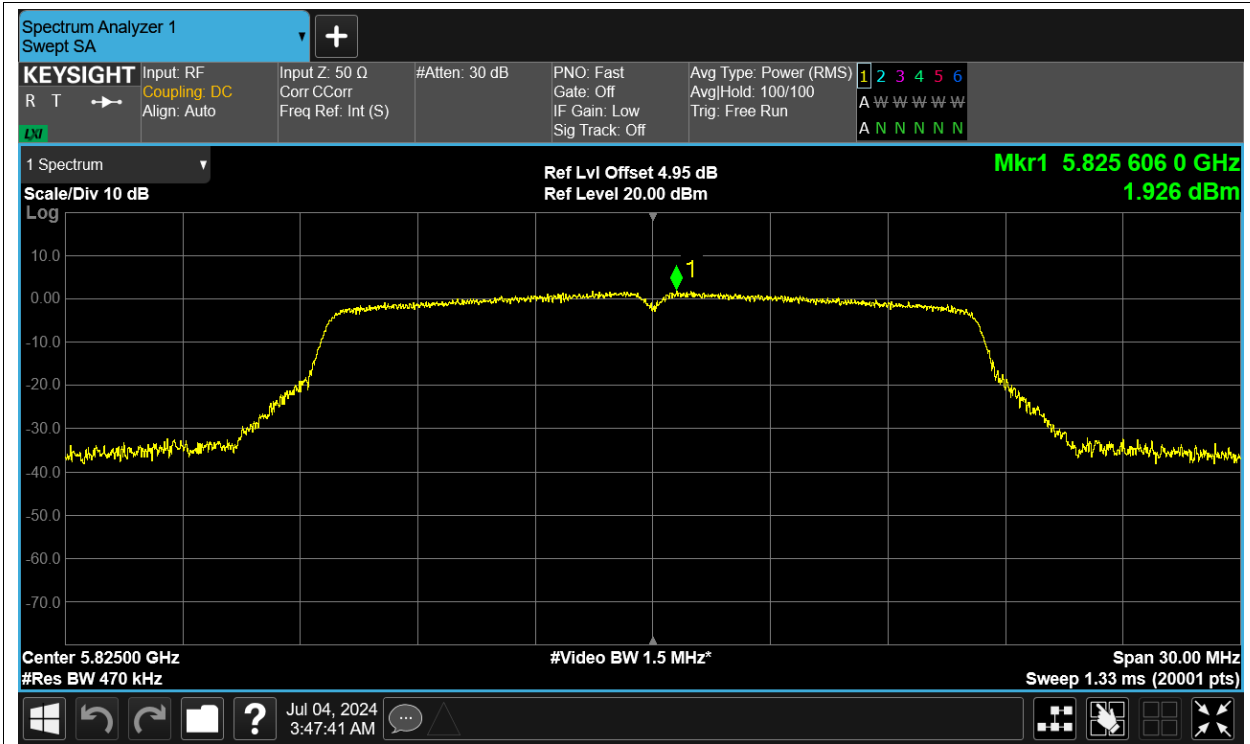 Spectrum Analyzer 1
Swept SA
KEYSIGHT
R T
LXI
Input: RF
Coupling: DC
Align: Auto
Input Z: 50 Ω
Corr CCorr
Freq Ref: Int (S)
#Atten: 30 dB
PNO: Fast
Gate: Off
IF Gain: Low
Sig Track: Off
Avg Type: Power (RMS)
Avg|Hold: 100/100
Trig: Free Run
1 2 3 4 5 6
A W W W W W
A N N N N N
1 Spectrum
Scale/Div 10 dB
Log
Ref Lvl Offset 4.95 dB
Ref Level 20.00 dBm
Mkr1 5.825 606 0 GHz
1.926 dBm
10.0
0.00
-10.0
-20.0
-30.0
-40.0
-50.0
-60.0
-70.0
1
Center 5.82500 GHz
#Res BW 470 kHz
#Video BW 1.5 MHz*
Span 30.00 MHz
Sweep 1.33 ms (20001 pts)
?
Jul 04, 2024
3:47:41 AM